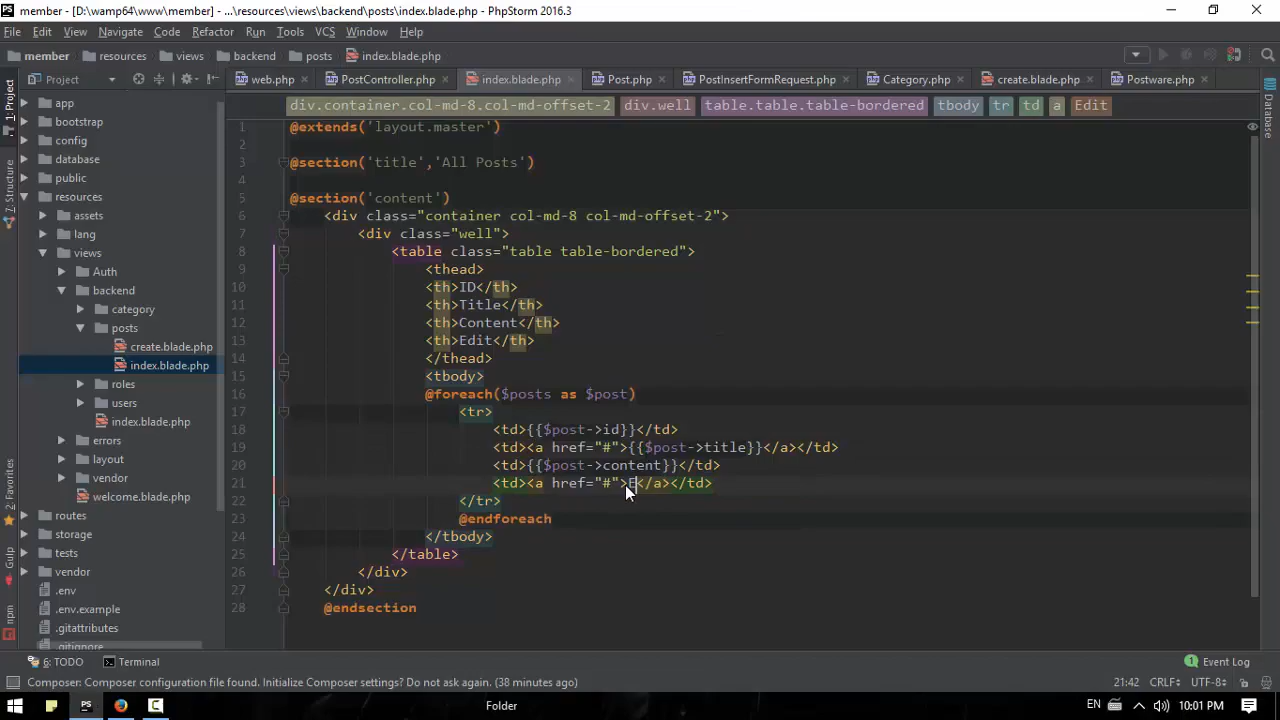 member - [D:\wamp64\www\member] - ...\resources\views\backend\posts\index.blade.php - PhpStorm 2016.3
File Edit View Navigate Code Refactor Run Tools VCS Window Help
member resources views backend posts index.blade.php
Project web.php PostController.php index.blade.php Post.php PostInsertFormRequest.php Category.php create.blade.php Postware.php
div.container.col-md-8.col-md-offset-2 div.well table.table.table-bordered tbody tr td a Edit
1: Project
7: Structure
2: Favorites
Gulp
npm
Database
app
bootstrap
config
database
public
resources
assets
lang
views
Auth
backend
category
posts
create.blade.php
index.blade.php
roles
users
index.blade.php
errors
layout
vendor
welcome.blade.php
routes
storage
tests
vendor
.env
.env.example
.gitattributes
.gitignore
1 @extends('layout.master')
2
3 @section('title','All Posts')
4
5 @section('content')
6 <div class="container col-md-8 col-md-offset-2">
7 <div class="well">
8 <table class="table table-bordered">
9 <thead>
10 <th>ID</th>
11 <th>Title</th>
12 <th>Content</th>
13 <th>Edit</th>
14 </thead>
15 <tbody>
16 @foreach($posts as $post)
17 <tr>
18 <td>{{$post->id}}</td>
19 <td><a href="#">{{$post->title}}</a></td>
20 <td>{{$post->content}}</td>
21 <td><a href="#">E</a></td>
22 </tr>
23 @endforeach
24 </tbody>
25 </table>
26 </div>
27 </div>
28 @endsection
6: TODO Terminal Event Log
Composer: Composer configuration file found. Initialize Composer settings? Do not ask again. (38 minutes ago) 21:42 CRLF÷ UTF-8÷
Folder EN 10:01 PM